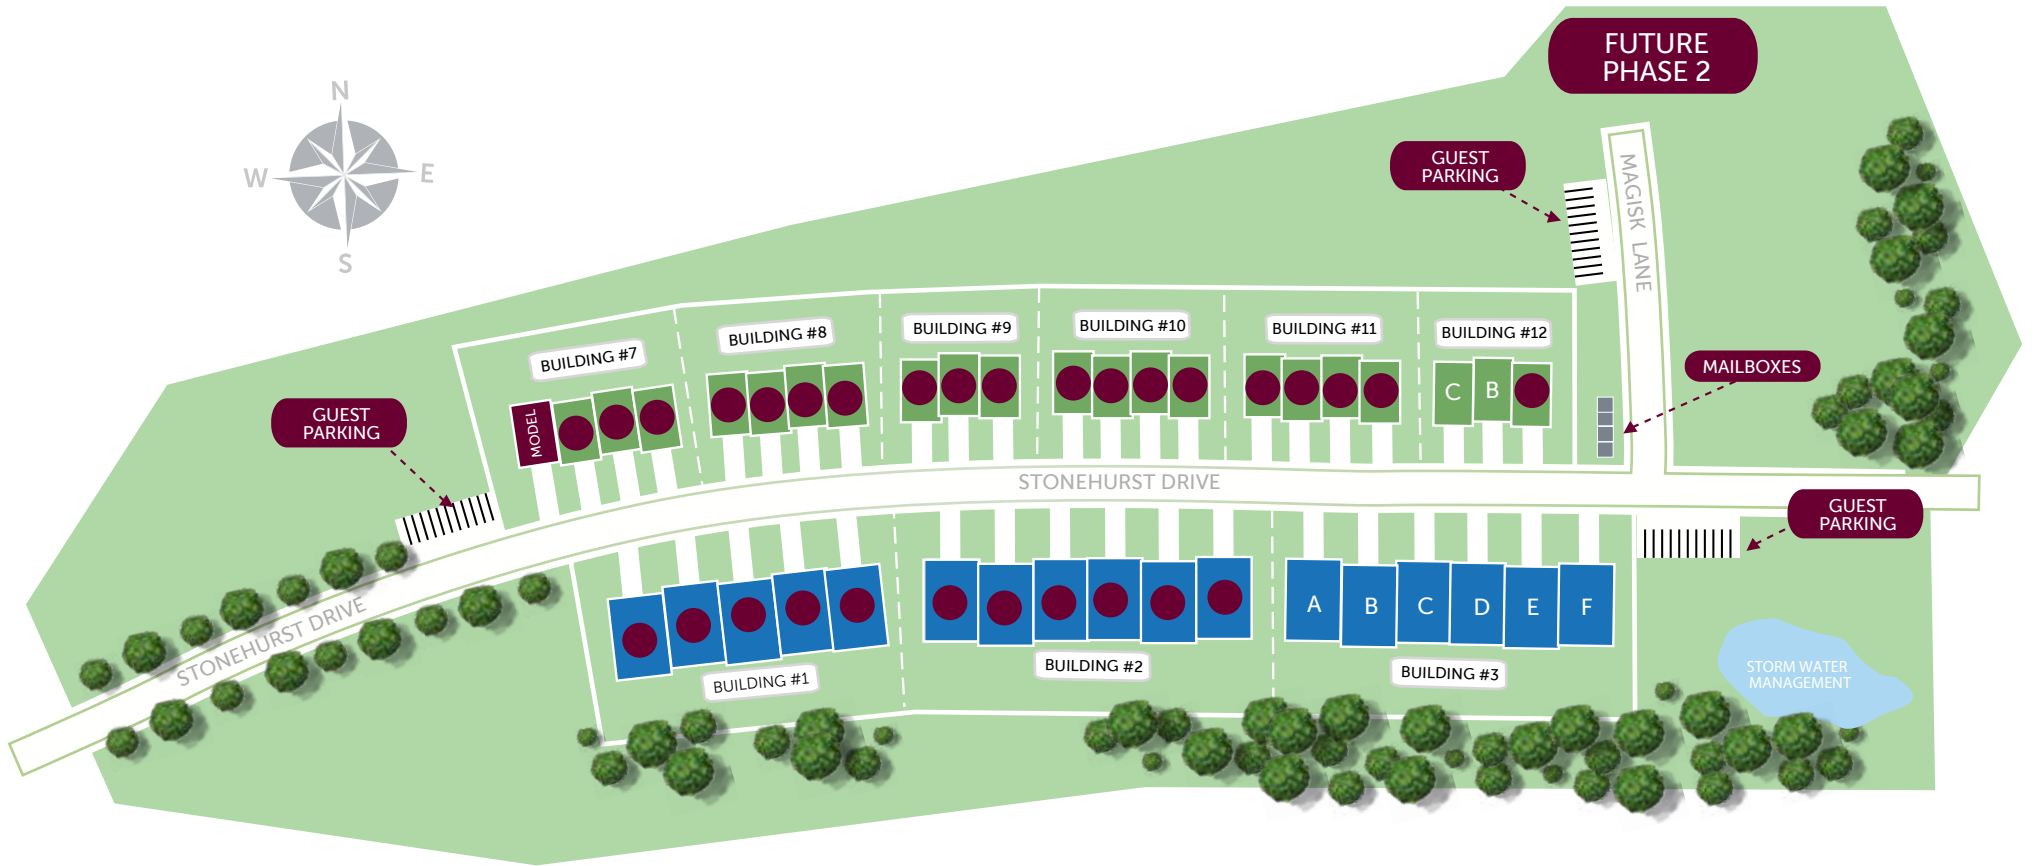 FUTURE
PHASE 2
N
W
E
S
GUEST
PARKING
MAGISK LANE
MAILBOXES
BUILDING #7
BUILDING #8
BUILDING #9
BUILDING #10
BUILDING #11
BUILDING #12
GUEST
PARKING
MODEL
C
B
STONEHURST DRIVE
GUEST
PARKING
STONEHURST DRIVE
A
B
C
D
E
F
BUILDING #1
BUILDING #2
BUILDING #3
STORM WATER
MANAGEMENT